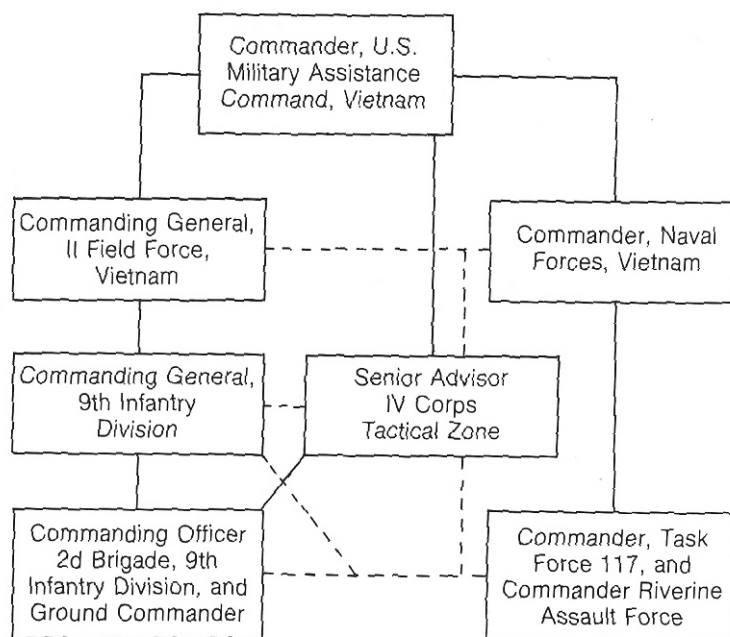 Commander, U.S.
Military Assistance
Command, Vietnam
Commanding General,
II Field Force,
Vietnam
Commander, Naval
Forces, Vietnam
Commanding General,
9th Infantry
Division
Senior Advisor
IV Corps
Tactical Zone
Commanding Officer
2d Brigade, 9th
Infantry Division, and
Ground Commander
Commander, Task
Force 117, and
Commander Riverine
Assault Force